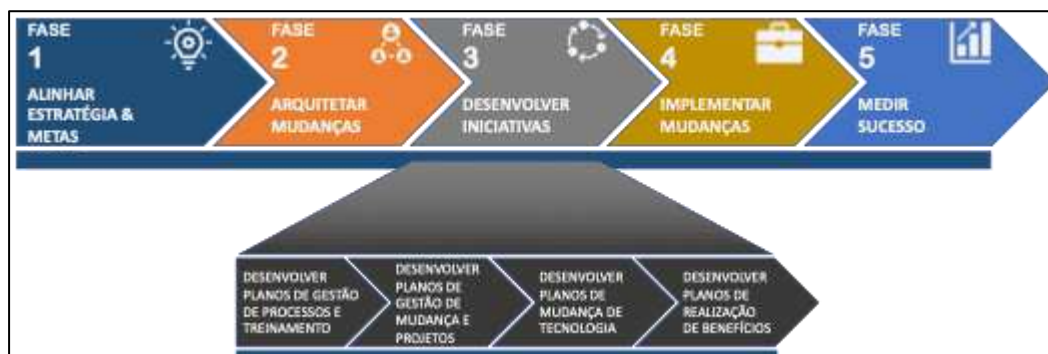 FASE
1
ALINHAR
ESTRATÉGIA &
METAS
FASE
2
ARQUITETAR
MUDANÇAS
FASE
3
DESENVOLVER
INICIATIVAS
FASE
4
IMPLEMENTAR
MUDANÇAS
FASE
5
MEDIR
SUCESSO
DESENVOLVER
PLANOS DE GESTÃO
DE PROCESSOS E
TREINAMENTO
DESENVOLVER
PLANOS DE
GESTÃO DE
MUDANÇA E
PROJETOS
DESENVOLVER
PLANOS DE
MUDANÇA DE
TECNOLOGIA
DESENVOLVER
PLANOS DE
REALIZAÇÃO
DE BENEFÍCIOS